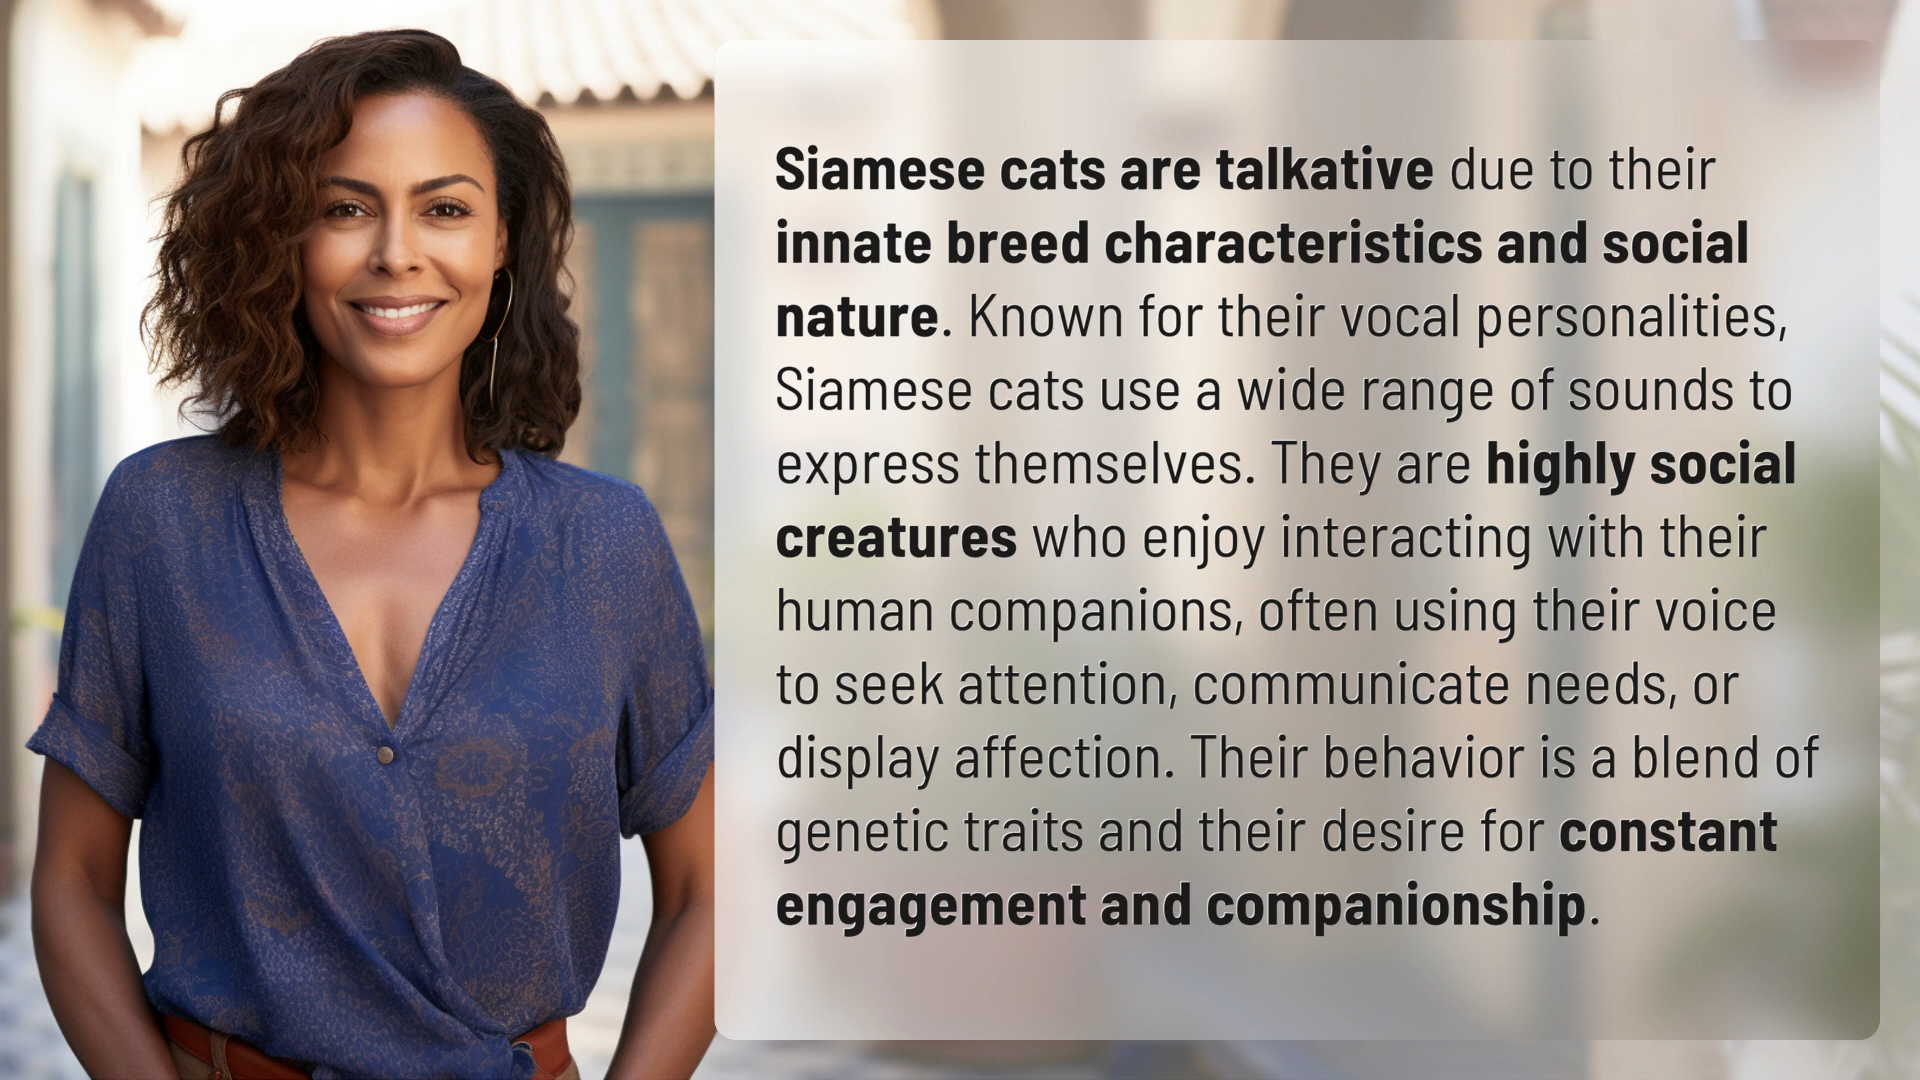 Siamese cats are talkative due to their
innate breed characteristics and social
nature. Known for their vocal personalities,
Siamese cats use a wide range of sounds to
express themselves. They are highly social
creatures who enjoy interacting with their
human companions, often using their voice
to seek attention, communicate needs, or
display affection. Their behavior is a blend of
genetic traits and their desire for constant
engagement and companionship.